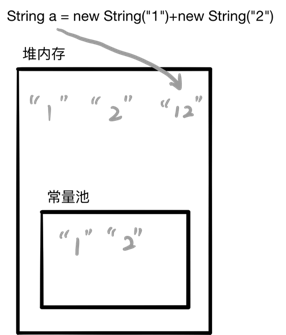 String a = new String("1")+new String("2")
堆内存
“1” “2” “12”
常量池
“1” “2”